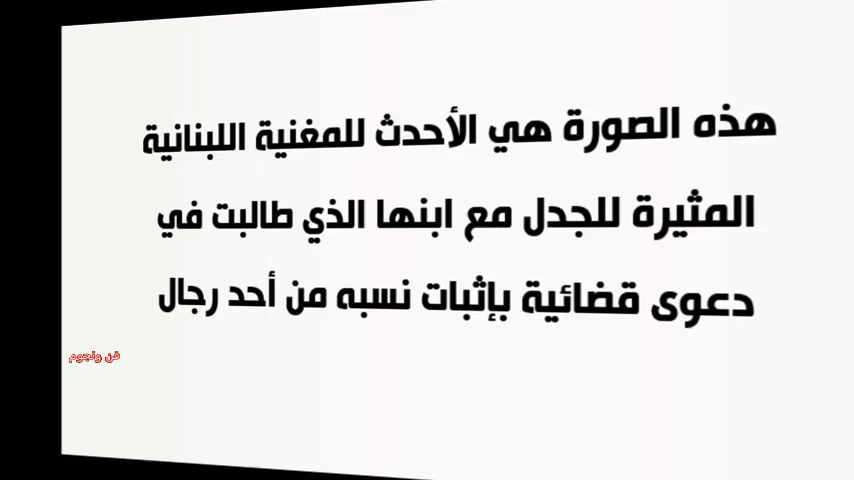 هذه الصورة هي الأحدث للمغنية اللبنانية
المثيرة للجدل مع ابنها الذي طالبت في
دعوى قضائية بإثبات نسبه من أحد رجال
فن ونجوم